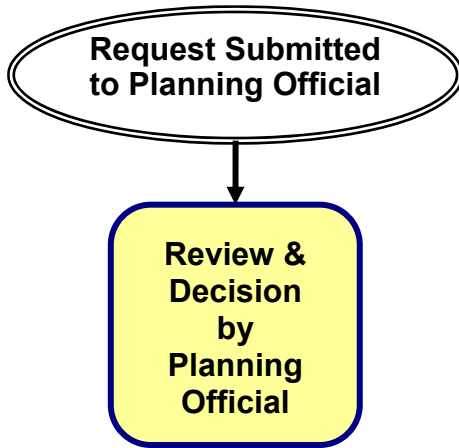 Request Submitted
to Planning Official
Review &
Decision
by
Planning
Official